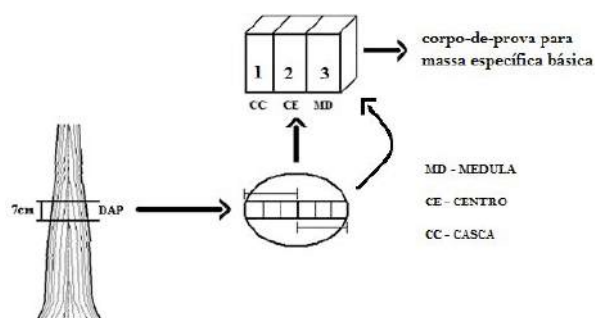 corpo-de-prova para
massa específica básica
1 2 3
CC CE MD
MD - MEDULA
7cm DAP
CE - CENTRO
CC - CASCA